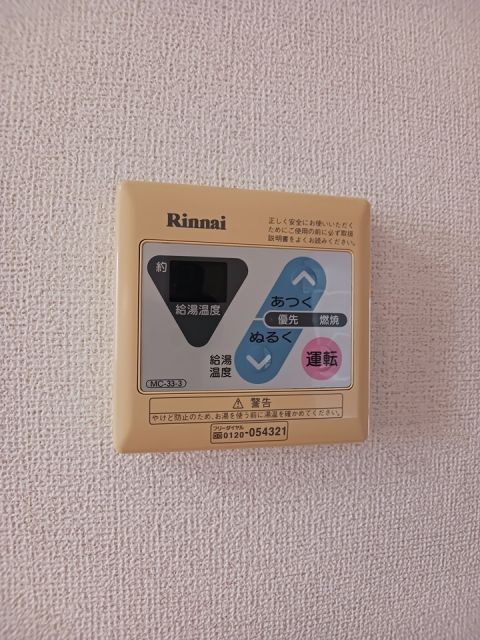 Rinnai
正しく安全にお使いいただく
ためにご使用の前に必ず取扱
説明書をよくお読みください。
約
給湯温度
あつく
優先 燃焼
ぬるく
給湯
温度
運転
MC-33-3
⚠ 警告
やけど防止のため、お湯を使う前に湯温を確かめてください。
フリーダイヤル
0120-054321